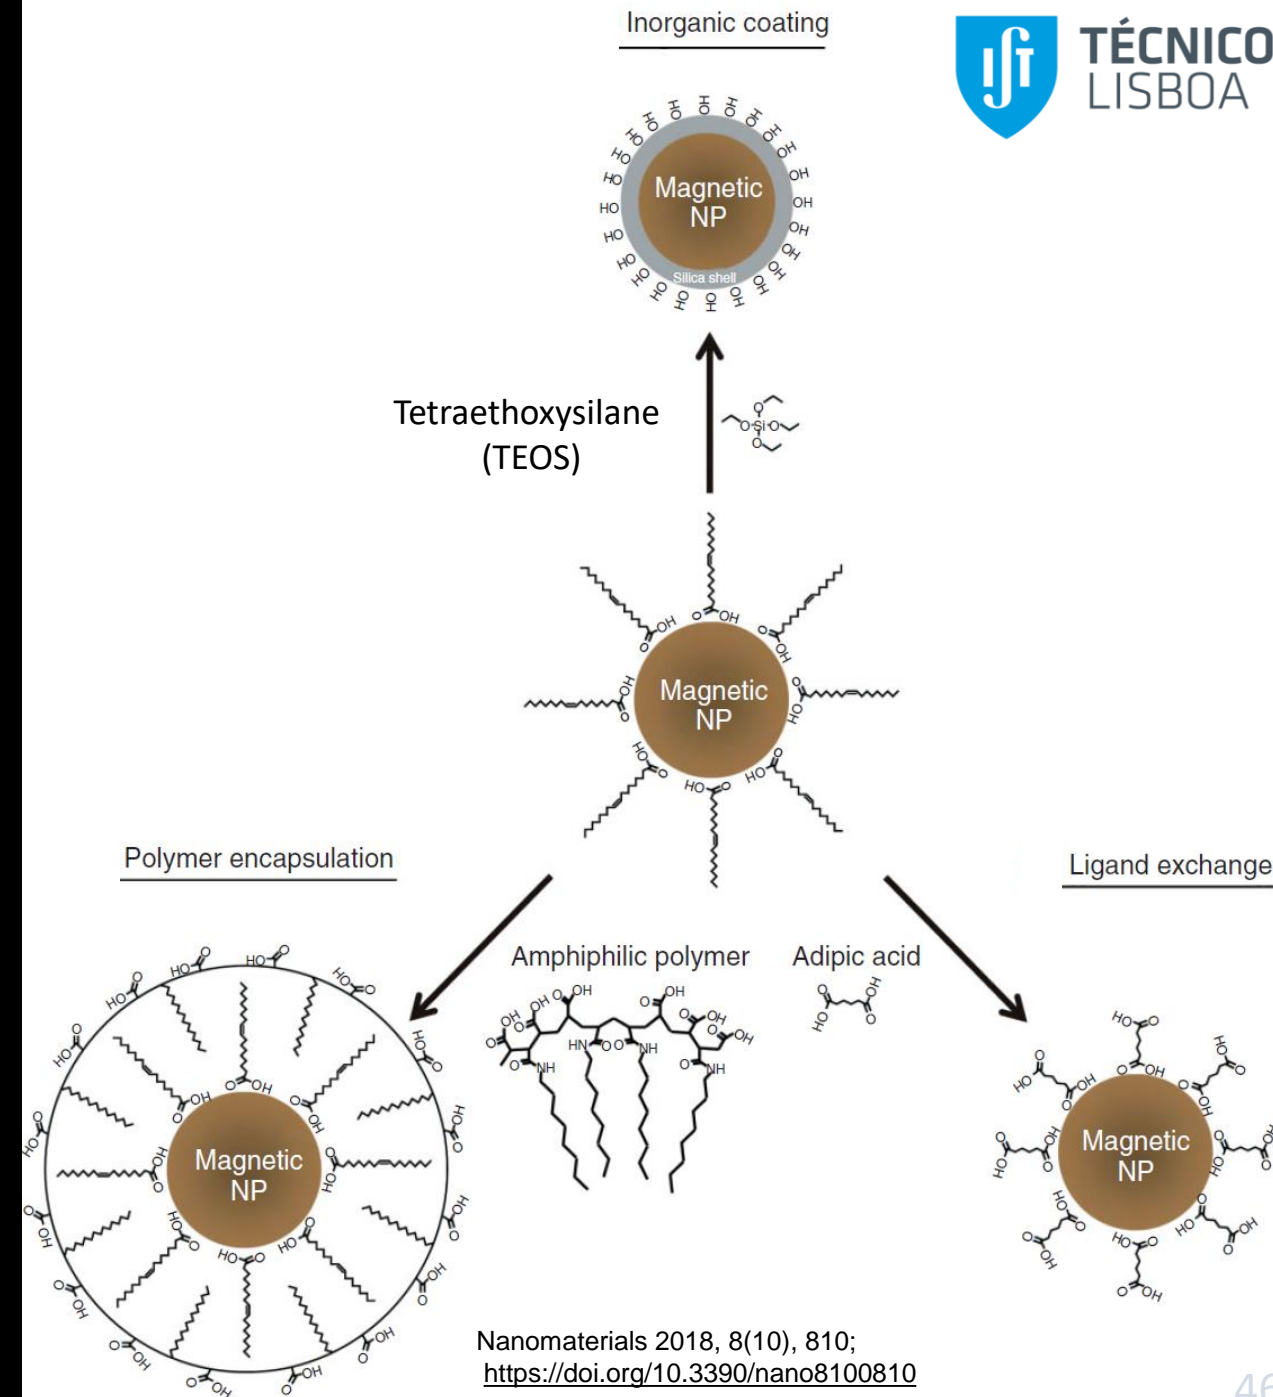 Inorganic coating
TÉCNICO
LISBOA
Magnetic
NP
Silica shell
Tetraethoxysilane
(TEOS)
Magnetic
NP
Polymer encapsulation
Ligand exchange
Amphiphilic polymer
Adipic acid
Magnetic
NP
Magnetic
NP
Nanomaterials 2018, 8(10), 810;
https://doi.org/10.3390/nano8100810
46